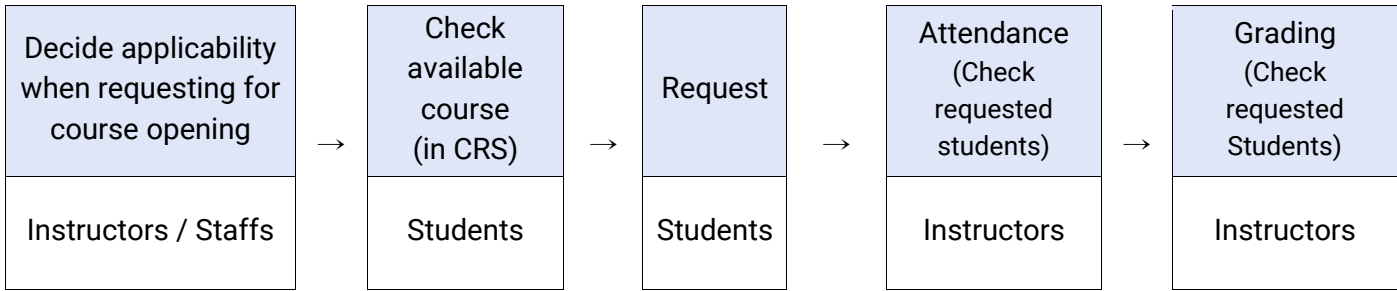 Decide applicability
when requesting for
course opening
Instructors / Staffs
→
Check
available
course
(in CRS)
Students
→
Request
Students
→
Attendance
(Check
requested
students)
Instructors
→
Grading
(Check
requested
Students)
Instructors